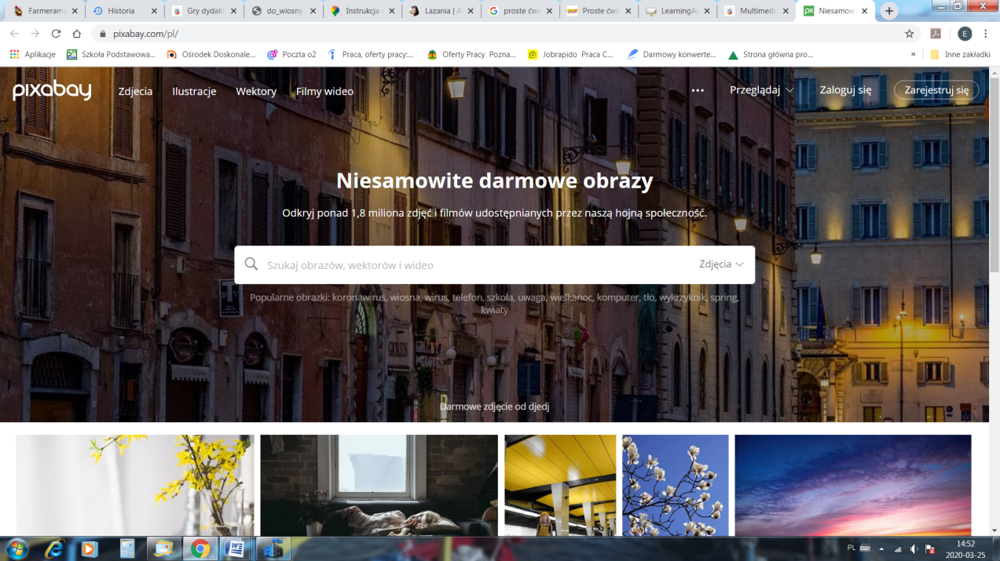 Farmerama
Historia
Gry dydakt
do_wiosny
Instrukcja
Lazania | A
proste ćwi
Proste ćwi
LearningAp
Multimedi
Niesamow
pixabay.com/pl/
E
Aplikacje
Szkoła Podstawowa...
Ośrodek Doskonale...
Poczta o2
Praca, oferty pracy:...
Oferty Pracy Pozna...
Jobrapido Praca C...
Darmowy konwerte...
Strona główna pro...
»
Inne zakładki
pixabay
Zdjecia
Ilustracje
Wektory
Filmy wideo
•••
Przeglądaj
Zaloguj się
Zarejestruj się
Niesamowite darmowe obrazy
Odkryj ponad 1,8 miliona zdjęć i filmów udostępnianych przez naszą hojną społeczność.
Szukaj obrazów, wektorów i wideo
Zdjęcia
Popularne obrazki: koronawirus, wiosna, wirus, telefon, szkoła, uwaga, wielkanoc, komputer, tło, wykrzyknik, spring,
kwiaty
Darmowe zdjęcie od djedj
PL
14:52
2020-03-25